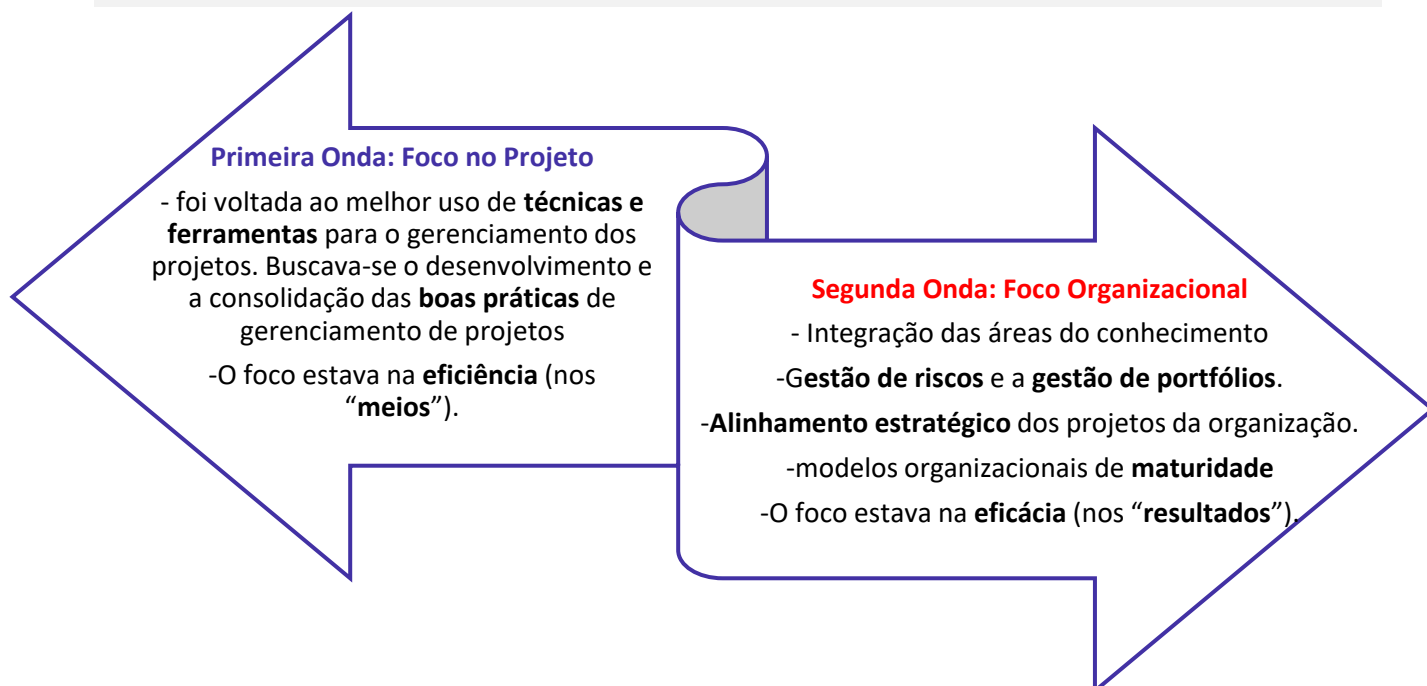 Primeira Onda: Foco no Projeto
- foi voltada ao melhor uso de técnicas e
ferramentas para o gerenciamento dos
projetos. Buscava-se o desenvolvimento e
a consolidação das boas práticas de
gerenciamento de projetos
-O foco estava na eficiência (nos
“meios”).
Segunda Onda: Foco Organizacional
- Integração das áreas do conhecimento
-Gestão de riscos e a gestão de portfólios.
-Alinhamento estratégico dos projetos da organização.
-modelos organizacionais de maturidade
-O foco estava na eficácia (nos “resultados”).